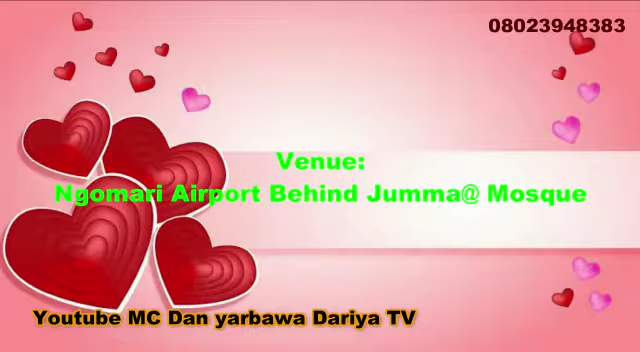 08023948383
Venue:
Ngomari Airport Behind Jumma@ Mosque
Youtube MC Dan yarbawa Dariya TV